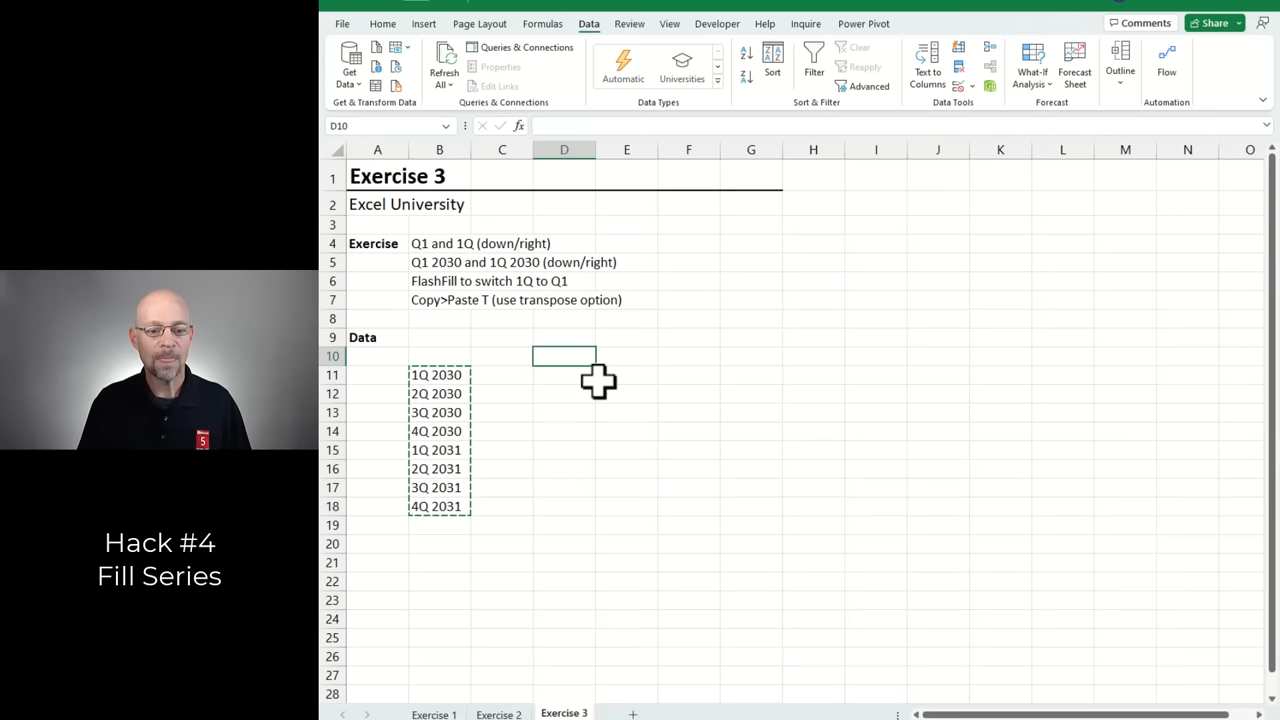 File Home Insert Page Layout Formulas Data Review View Developer Help Inquire Power Pivot Comments Share
Get Data
Refresh All
Queries & Connections
Properties
Edit Links
Automatic
Universities
Sort
Filter
Clear
Reapply
Advanced
Text to Columns
What-If Analysis
Forecast Sheet
Outline
Flow
Get & Transform Data Queries & Connections Data Types Sort & Filter Data Tools Forecast Automation
D10 fx
A B C D E F G H I J K L M N O
1 Exercise 3
2 Excel University
3
4 Exercise Q1 and 1Q (down/right)
5 Q1 2030 and 1Q 2030 (down/right)
6 FlashFill to switch 1Q to Q1
7 Copy>Paste T (use transpose option)
8
9 Data
10
11 1Q 2030
12 2Q 2030
13 3Q 2030
14 4Q 2030
15 1Q 2031
16 2Q 2031
17 3Q 2031
18 4Q 2031
19
20
21
22
23
24
25
26
27
28
Exercise 1 Exercise 2 Exercise 3
5
Hack #4
Fill Series